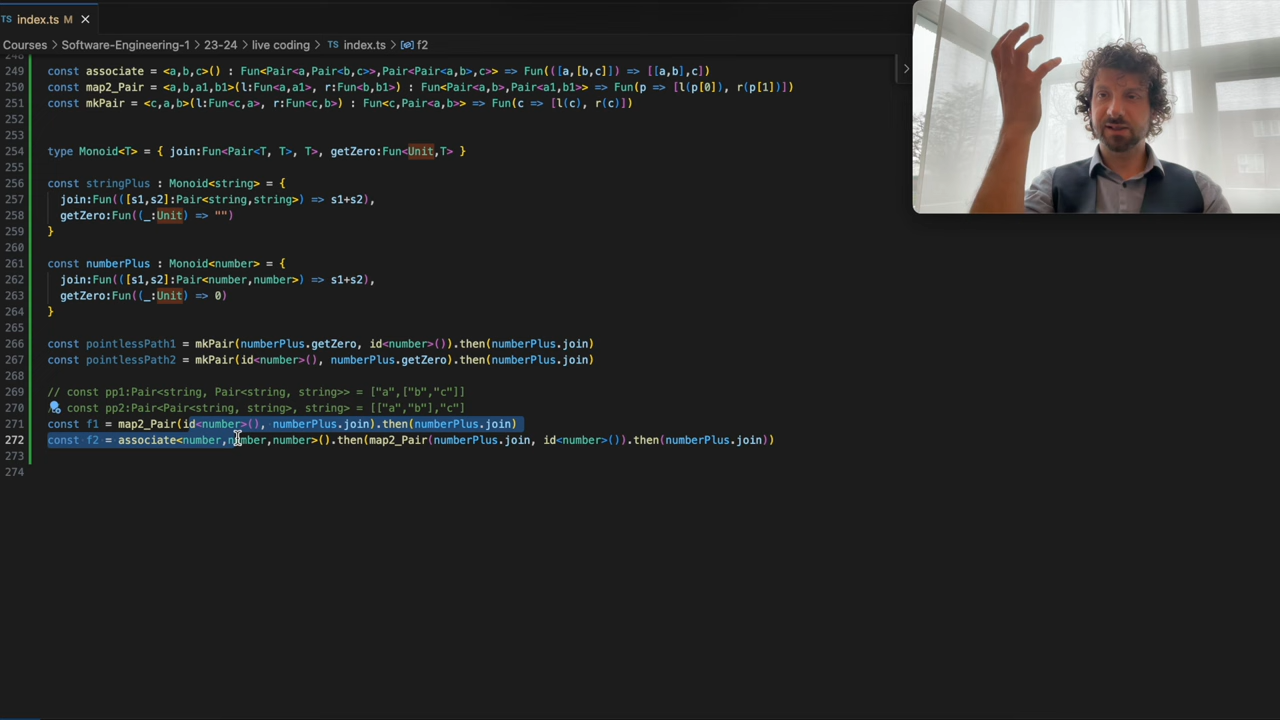 TS index.ts M ×
Courses > Software-Engineering-1 > 23-24 > live coding > TS index.ts > f2
248
249 const associate = <a,b,c>() : Fun<Pair<a,Pair<b,c>>,Pair<Pair<a,b>,c>> => Fun(([a,[b,c]]) => [[a,b],c])
250 const map2_Pair = <a,b,a1,b1>(l:Fun<a,a1>, r:Fun<b,b1>) : Fun<Pair<a,b>,Pair<a1,b1>> => Fun(p => [l(p[0]), r(p[1])])
251 const mkPair = <c,a,b>(l:Fun<c,a>, r:Fun<c,b>) : Fun<c,Pair<a,b>> => Fun(c => [l(c), r(c)])
252
253
254 type Monoid<T> = { join:Fun<Pair<T, T>, T>, getZero:Fun<Unit,T> }
255
256 const stringPlus : Monoid<string> = {
257 join:Fun(([s1,s2]:Pair<string,string>) => s1+s2),
258 getZero:Fun((_:Unit) => "")
259 }
260
261 const numberPlus : Monoid<number> = {
262 join:Fun(([s1,s2]:Pair<number,number>) => s1+s2),
263 getZero:Fun((_:Unit) => 0)
264 }
265
266 const pointlessPath1 = mkPair(numberPlus.getZero, id<number>()).then(numberPlus.join)
267 const pointlessPath2 = mkPair(id<number>(), numberPlus.getZero).then(numberPlus.join)
268
269 // const pp1:Pair<string, Pair<string, string>> = ["a",["b","c"]]
270 / const pp2:Pair<Pair<string, string>, string> = [["a","b"],"c"]
271 const f1 = map2_Pair(id<number>(), numberPlus.join).then(numberPlus.join)
272 const f2 = associate<number,number,number>().then(map2_Pair(numberPlus.join, id<number>()).then(numberPlus.join))
273
274